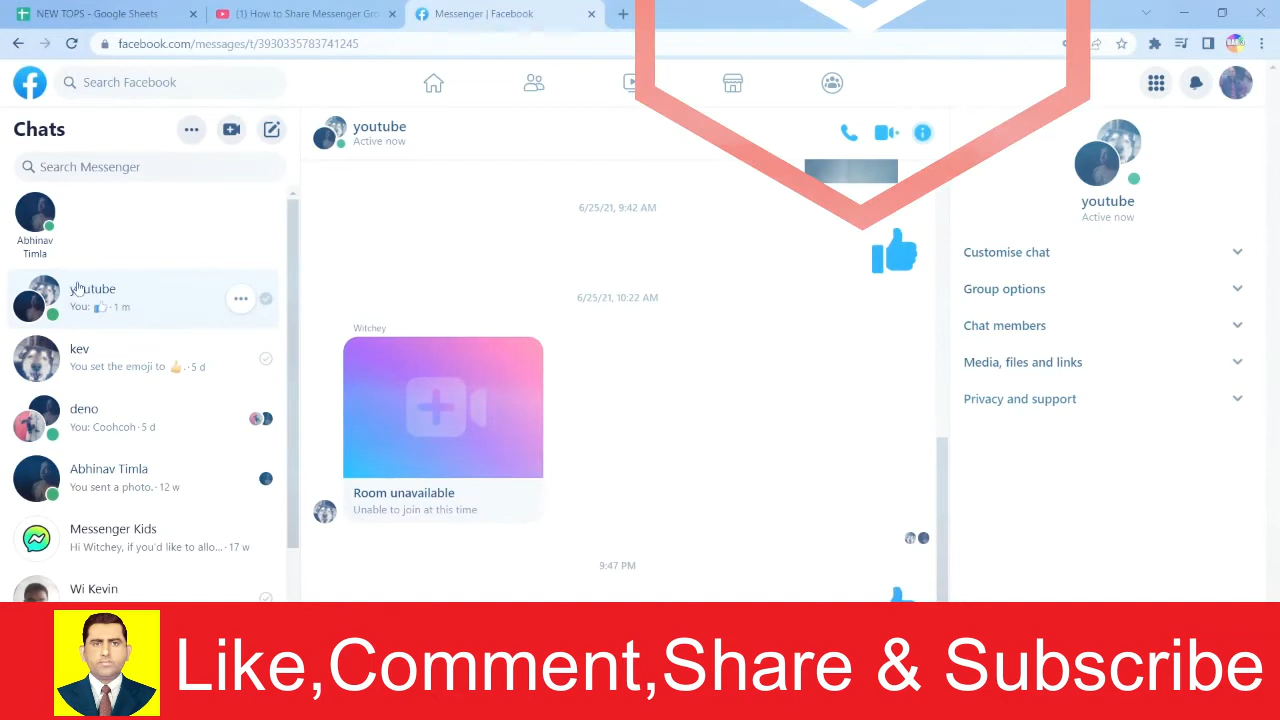 NEW TOPS - Google Sheets
(1) How to Share Messenger Gro
Messenger | Facebook
facebook.com/messages/t/3930335783741245
Search Facebook
Chats
Search Messenger
Abhinav
Timla
youtube
You: 👍 · 1 m
kev
You set the emoji to 👍. · 5 d
deno
You: Coohcoh · 5 d
Abhinav Timla
You sent a photo. · 12 w
Messenger Kids
Hi Witchey, if you'd like to allo... · 17 w
Wi Kevin
youtube
Active now
6/25/21, 9:42 AM
6/25/21, 10:22 AM
Witchey
Room unavailable
Unable to join at this time
9:47 PM
youtube
Active now
Customise chat
Group options
Chat members
Media, files and links
Privacy and support
Like,Comment,Share & Subscribe